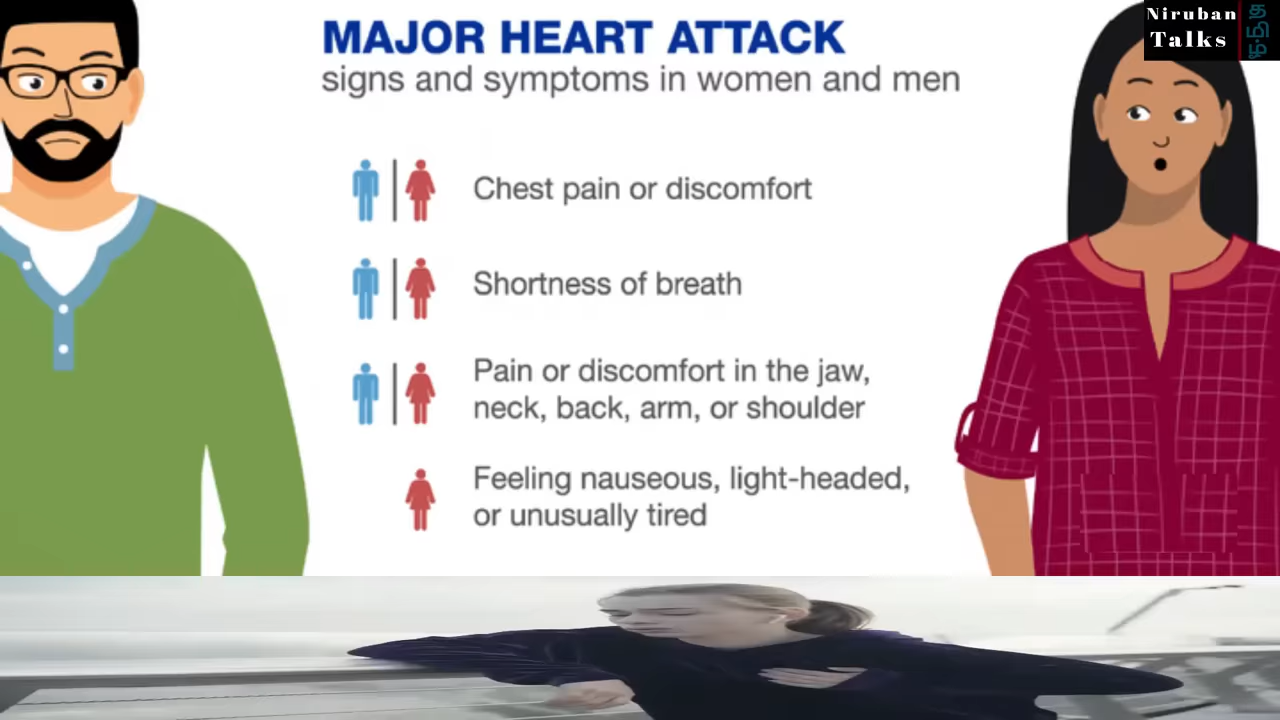 MAJOR HEART ATTACK
signs and symptoms in women and men
Chest pain or discomfort
Shortness of breath
Pain or discomfort in the jaw,
neck, back, arm, or shoulder
Feeling nauseous, light-headed,
or unusually tired
Niruban
Talks